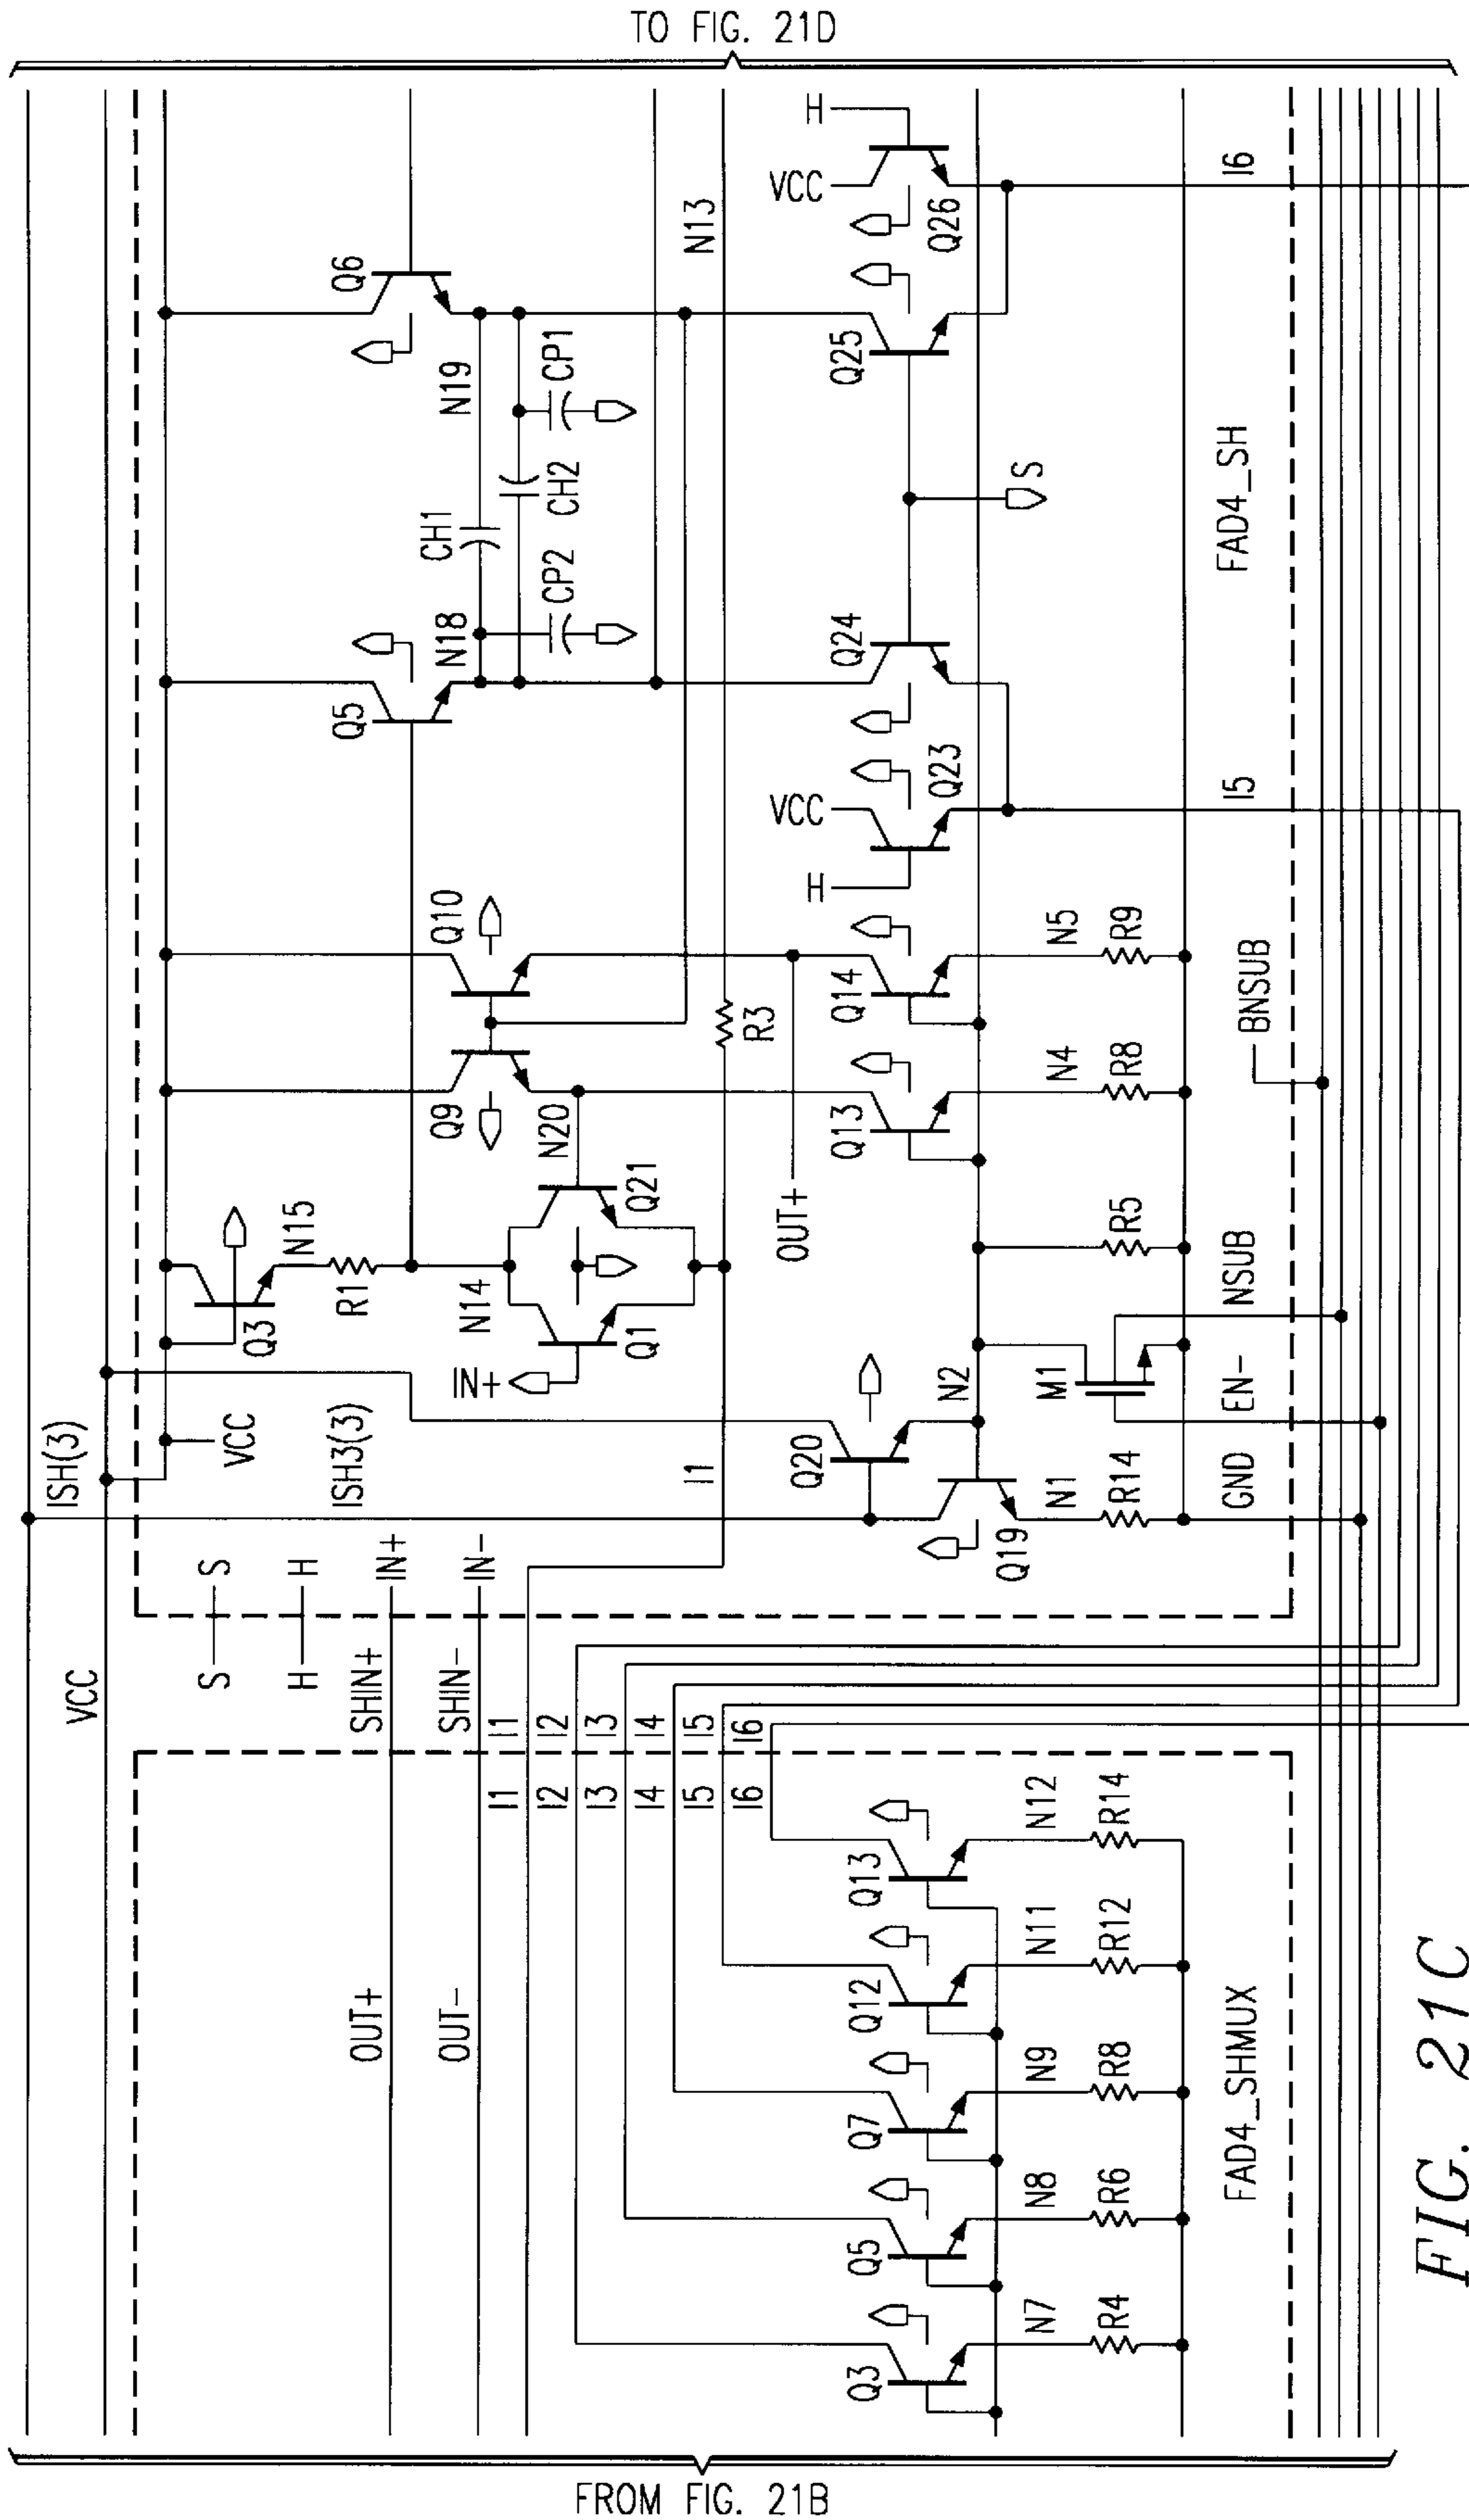 TO FIG. 21D
ISH(3)
VCC
VCC
ISH3(3)
S
S
H
H
SHIN+
IN+
SHIN-
IN-
OUT+
OUT-
I1
I1
I1
I2
I2
I3
I3
I4
I4
I5
I5
I6
I6
Q3
N15
R1
N14
IN+
Q1
Q21
N20
Q9
Q10
Q5
N18
CH1
CP2
CH2
N19
CP1
Q6
N13
R3
OUT+
Q20
N2
Q19
N1
R14
GND
M1
EN-
NSUB
R5
Q13
N4
R8
Q14
N5
R9
BNSUB
H
VCC
Q23
I5
Q24
S
Q25
H
VCC
Q26
I6
FAD4_SH
Q3
N7
R4
Q5
N8
R6
Q7
N9
R8
Q12
N11
R12
Q13
N12
R14
FAD4_SHMUX
FROM FIG. 21B
FIG. 21C